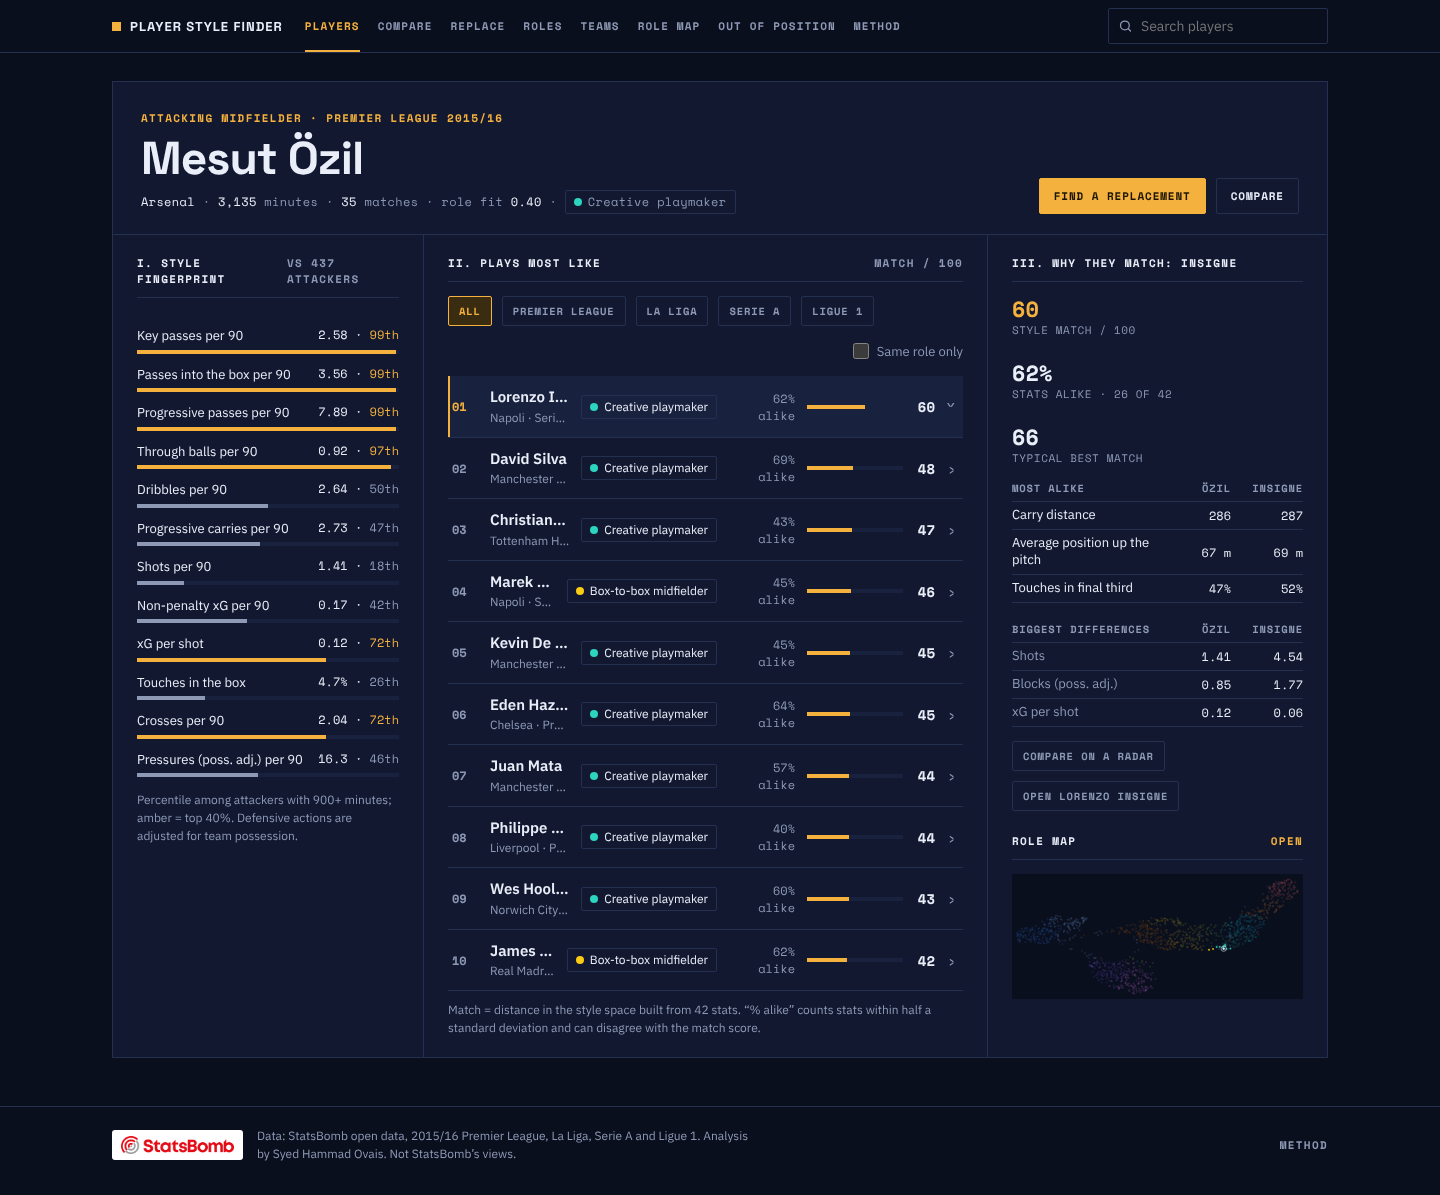 PLAYER STYLE FINDER
PLAYERS COMPARE REPLACE ROLES TEAMS ROLE MAP OUT OF POSITION METHOD
Search players
ATTACKING MIDFIELDER · PREMIER LEAGUE 2015/16
Mesut Özil
Arsenal · 3,135 minutes · 35 matches · role fit 0.40 · Creative playmaker
FIND A REPLACEMENT COMPARE
I. STYLE FINGERPRINT
VS 437 ATTACKERS
Key passes per 90 2.58 · 99th
Passes into the box per 90 3.56 · 99th
Progressive passes per 90 7.89 · 99th
Through balls per 90 0.92 · 97th
Dribbles per 90 2.64 · 50th
Progressive carries per 90 2.73 · 47th
Shots per 90 1.41 · 18th
Non-penalty xG per 90 0.17 · 42th
xG per shot 0.12 · 72th
Touches in the box 4.7% · 26th
Crosses per 90 2.04 · 72th
Pressures (poss. adj.) per 90 16.3 · 46th
Percentile among attackers with 900+ minutes;
amber = top 40%. Defensive actions are
adjusted for team possession.
II. PLAYS MOST LIKE MATCH / 100
ALL PREMIER LEAGUE LA LIGA SERIE A LIGUE 1
Same role only
01 Lorenzo I... Napoli · Seri... Creative playmaker 62% alike 60
02 David Silva Manchester ... Creative playmaker 69% alike 48
03 Christian... Tottenham H... Creative playmaker 43% alike 47
04 Marek ... Napoli · S... Box-to-box midfielder 45% alike 46
05 Kevin De ... Manchester ... Creative playmaker 45% alike 45
06 Eden Haz... Chelsea · Pr... Creative playmaker 64% alike 45
07 Juan Mata Manchester ... Creative playmaker 57% alike 44
08 Philippe ... Liverpool · P... Creative playmaker 40% alike 44
09 Wes Hool... Norwich City... Creative playmaker 60% alike 43
10 James ... Real Madr... Box-to-box midfielder 62% alike 42
Match = distance in the style space built from 42 stats. “% alike” counts stats within half a
standard deviation and can disagree with the match score.
III. WHY THEY MATCH: INSIGNE
60
STYLE MATCH / 100
62%
STATS ALIKE · 26 OF 42
66
TYPICAL BEST MATCH
MOST ALIKE ÖZIL INSIGNE
Carry distance 286 287
Average position up the pitch 67 m 69 m
Touches in final third 47% 52%
BIGGEST DIFFERENCES ÖZIL INSIGNE
Shots 1.41 4.54
Blocks (poss. adj.) 0.85 1.77
xG per shot 0.12 0.06
COMPARE ON A RADAR
OPEN LORENZO INSIGNE
ROLE MAP OPEN
StatsBomb
Data: StatsBomb open data, 2015/16 Premier League, La Liga, Serie A and Ligue 1. Analysis
by Syed Hammad Ovais. Not StatsBomb’s views.
METHOD